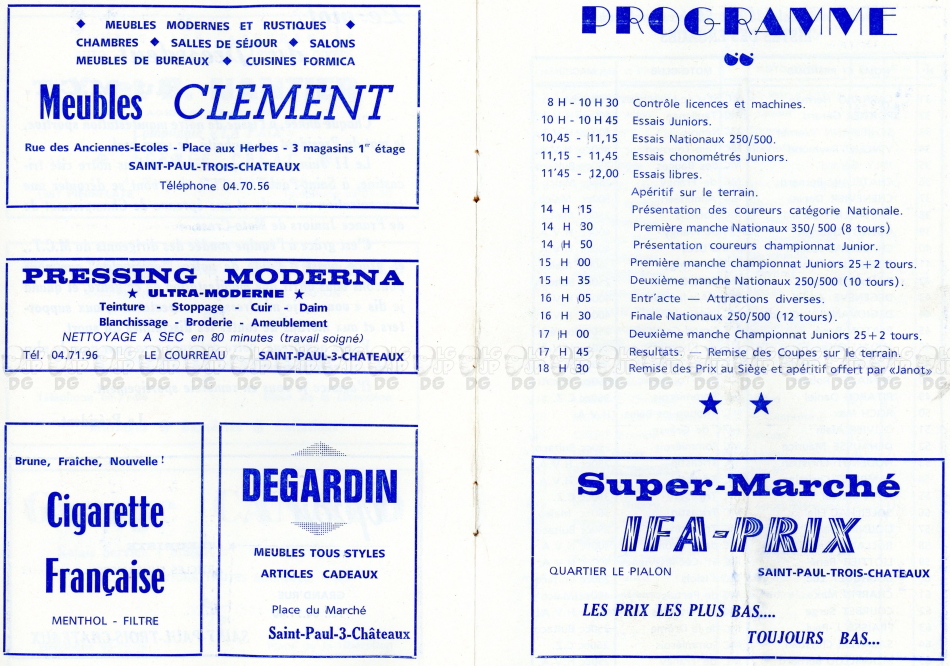 ◆ MEUBLES MODERNES ET RUSTIQUES ◆
CHAMBRES ◆ SALLES DE SÉJOUR ◆ SALONS
MEUBLES DE BUREAUX ◆ CUISINES FORMICA
Meubles CLEMENT
Rue des Anciennes-Ecoles - Place aux Herbes - 3 magasins 1er étage
SAINT-PAUL-TROIS-CHATEAUX
Téléphone 04.70.56
PRESSING MODERNA
★ ULTRA-MODERNE ★
Teinture - Stoppage - Cuir - Daim
Blanchissage - Broderie - Ameublement
NETTOYAGE A SEC en 80 minutes (travail soigné)
Tél. 04.71.96 LE COURREAU SAINT-PAUL-3-CHATEAUX
Brune, Fraîche, Nouvelle !
Cigarette
Française
MENTHOL - FILTRE
DEGARDIN
MEUBLES TOUS STYLES
ARTICLES CADEAUX
Place du Marché
Saint-Paul-3-Châteaux
PROGRAMME
8 H - 10 H 30 Contrôle licences et machines.
10 H - 10 H 45 Essais Juniors.
10,45 - 11,15 Essais Nationaux 250/500.
11,15 - 11,45 Essais chonométrés Juniors.
11'45 - 12,00 Essais libres.
Apéritif sur le terrain.
14 H 15 Présentation des coureurs catégorie Nationale.
14 H 30 Première manche Nationaux 350/500 (8 tours)
14 H 50 Présentation coureurs championnat Junior.
15 H 00 Première manche championnat Juniors 25+2 tours.
15 H 35 Deuxième manche Nationaux 250/500 (10 tours).
16 H 05 Entr'acte — Attractions diverses.
16 H 30 Finale Nationaux 250/500 (12 tours).
17 H 00 Deuxième manche Championnat Juniors 25+2 tours.
17 H 45 Resultats. — Remise des Coupes sur le terrain.
18 H 30 Remise des Prix au Siège et apéritif offert par «Janot»
★ ★
Super-Marché
IFA-PRIX
QUARTIER LE PIALON SAINT-PAUL-TROIS-CHATEAUX
LES PRIX LES PLUS BAS....
TOUJOURS BAS...